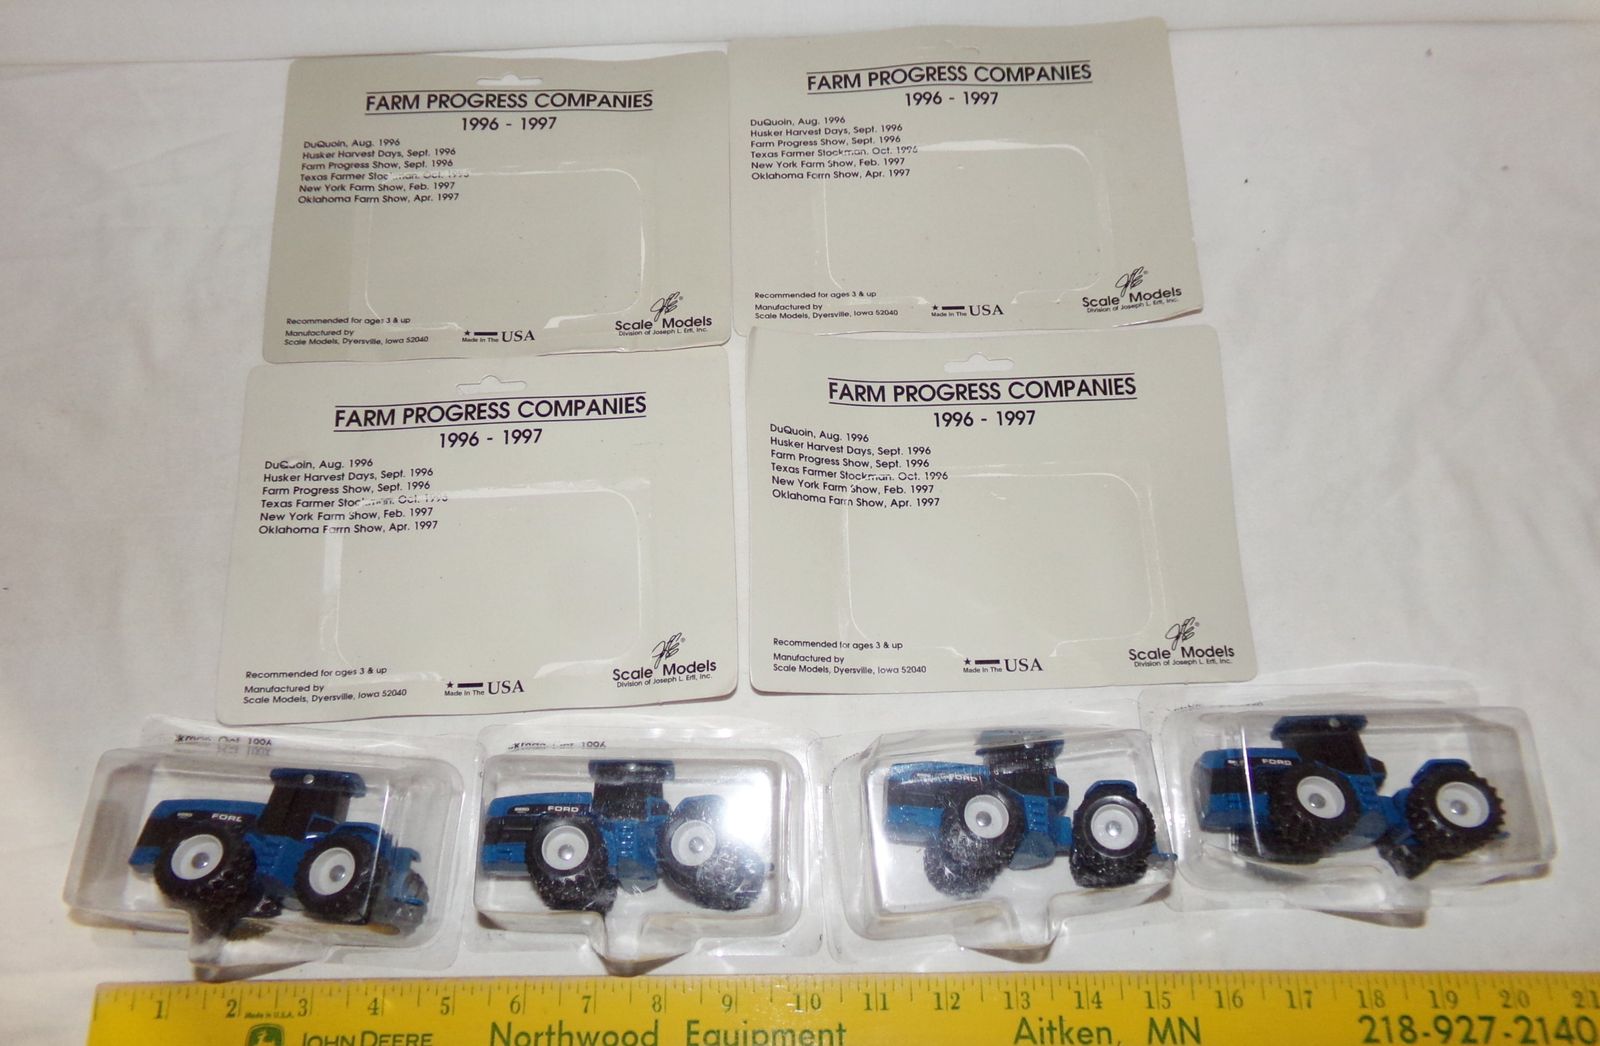 FARM PROGRESS COMPANIES
1996 - 1997
DuQuoin, Aug. 1996
Husker Harvest Days, Sept. 1996
Farm Progress Show, Sept. 1996
Texas Farmer Stockman, Oct. 1996
New York Farm Show, Feb. 1997
Oklahoma Farm Show, Apr. 1997
Recommended for ages 3 & up
Manufactured by
Scale Models, Dyersville, Iowa 52040
Made In The USA
Scale Models
Division of Joseph L. Ertl, Inc.
FARM PROGRESS COMPANIES
1996 - 1997
DuQuoin, Aug. 1996
Husker Harvest Days, Sept. 1996
Farm Progress Show, Sept. 1996
Texas Farmer Stockman, Oct. 1996
New York Farm Show, Feb. 1997
Oklahoma Farm Show, Apr. 1997
Recommended for ages 3 & up
Manufactured by
Scale Models, Dyersville, Iowa 52040
Made In The USA
Scale Models
Division of Joseph L. Ertl, Inc.
FARM PROGRESS COMPANIES
1996 - 1997
DuQuoin, Aug. 1996
Husker Harvest Days, Sept. 1996
Farm Progress Show, Sept. 1996
Texas Farmer Stockman, Oct. 1996
New York Farm Show, Feb. 1997
Oklahoma Farm Show, Apr. 1997
Recommended for ages 3 & up
Manufactured by
Scale Models, Dyersville, Iowa 52040
Made In The USA
Scale Models
Division of Joseph L. Ertl, Inc.
FARM PROGRESS COMPANIES
1996 - 1997
DuQuoin, Aug. 1996
Husker Harvest Days, Sept. 1996
Farm Progress Show, Sept. 1996
Texas Farmer Stockman, Oct. 1996
New York Farm Show, Feb. 1997
Oklahoma Farm Show, Apr. 1997
Recommended for ages 3 & up
Manufactured by
Scale Models, Dyersville, Iowa 52040
Made In The USA
Scale Models
Division of Joseph L. Ertl, Inc.
FORD
FORD
FORD
FORD
1 2 3 4 5 6 7 8 9 10 11 12 13 14 15 16 17 18 19 20 21
Made in U.S.A.
JOHN DEERE Northwood Equipment Aitken, MN 218-927-2140